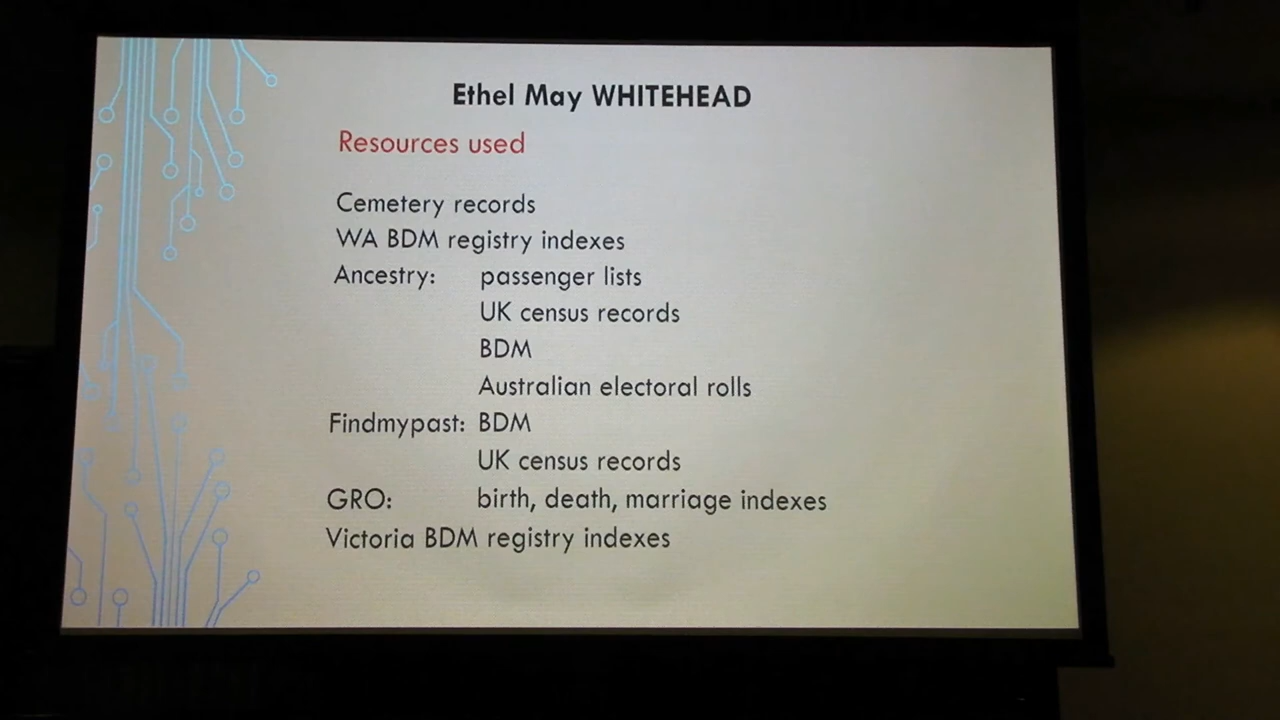 Ethel May WHITEHEAD
Resources used
Cemetery records
WA BDM registry indexes
Ancestry: passenger lists
UK census records
BDM
Australian electoral rolls
Findmypast: BDM
UK census records
GRO: birth, death, marriage indexes
Victoria BDM registry indexes